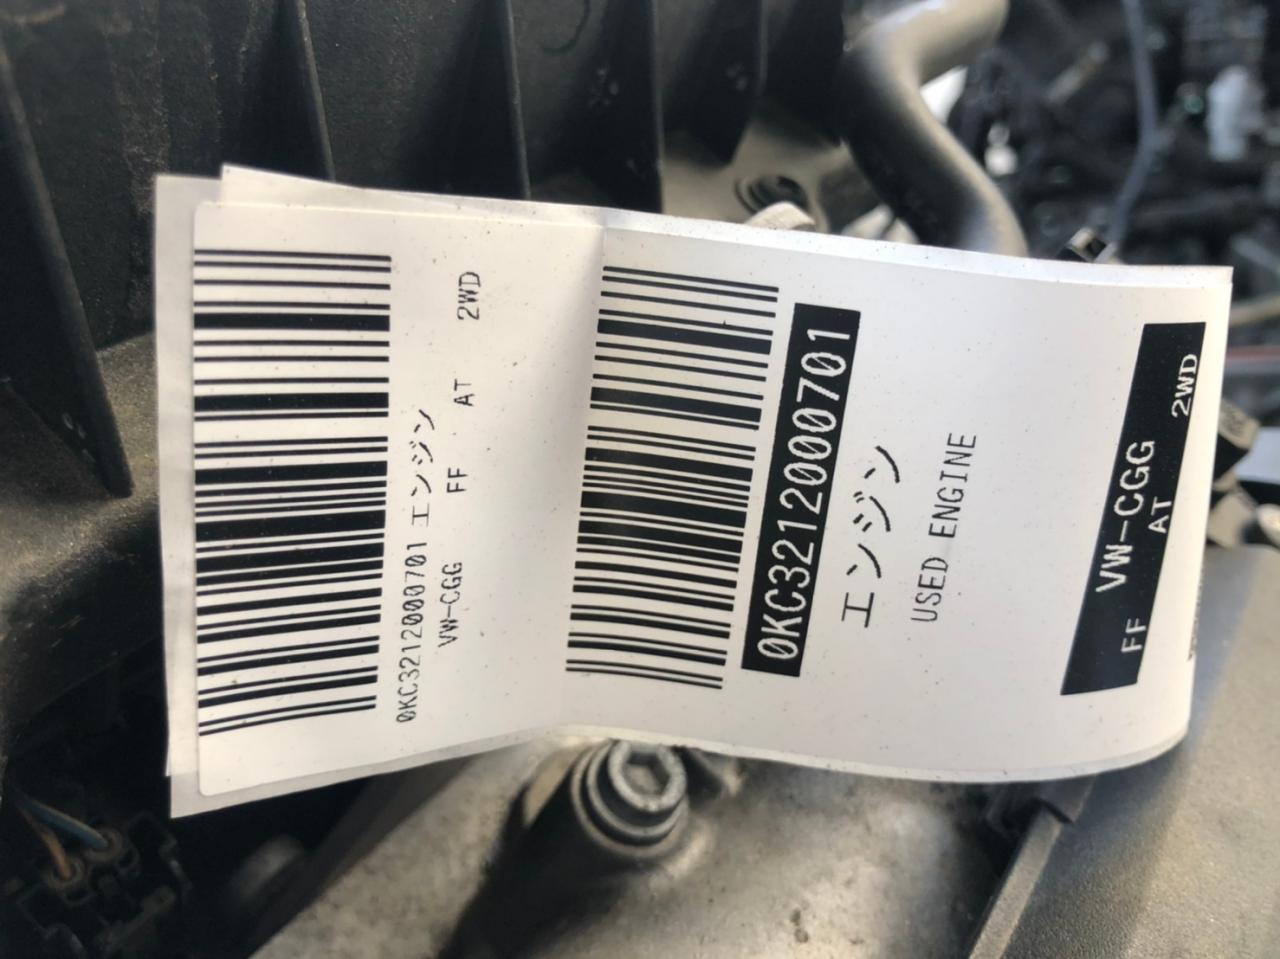 0KC3212000701 エンジン
VW-CGG FF AT 2WD
0KC3212000701
エンジン
USED ENGINE
VW-CGG
FF AT 2WD